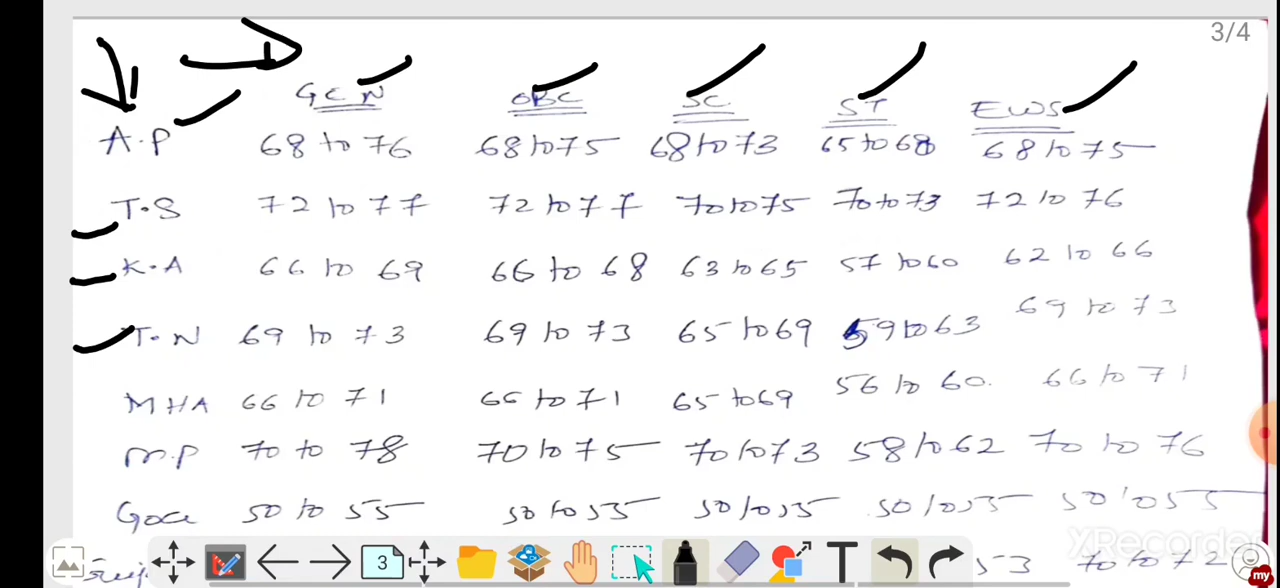 3/4
GEN OBC SC ST EWS
A.P 68 to 76 68 to 75 68 to 73 65 to 68 68 to 75
T.S 72 to 77 72 to 77 70 to 75 70 to 73 72 to 76
K.A 66 to 69 66 to 68 63 to 65 57 to 60 62 to 66
T.N 69 to 73 69 to 73 65 to 69 59 to 63 69 to 73
MHA 66 to 71 66 to 71 65 to 69 56 to 60. 66 to 71
M.P 70 to 78 70 to 75 70 to 73 58 to 62 70 to 76
Goa 50 to 55 50 to 55 50 to 55 50 to 55 50 to 55
53 70 to 72
3
T
XRecorder
my